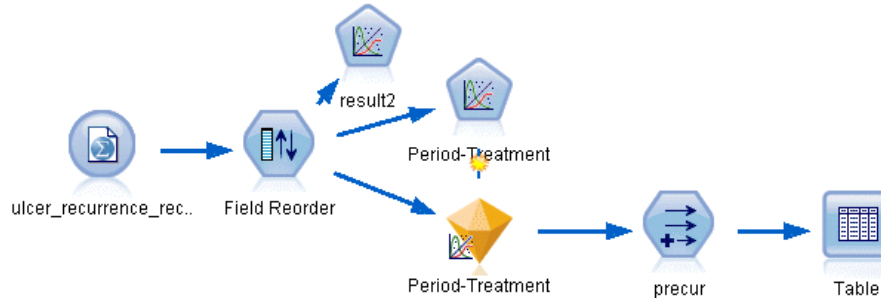 result2
Period-Treatment
ulcer_recurrence_rec..
Field Reorder
Period-Treatment
precur
Table